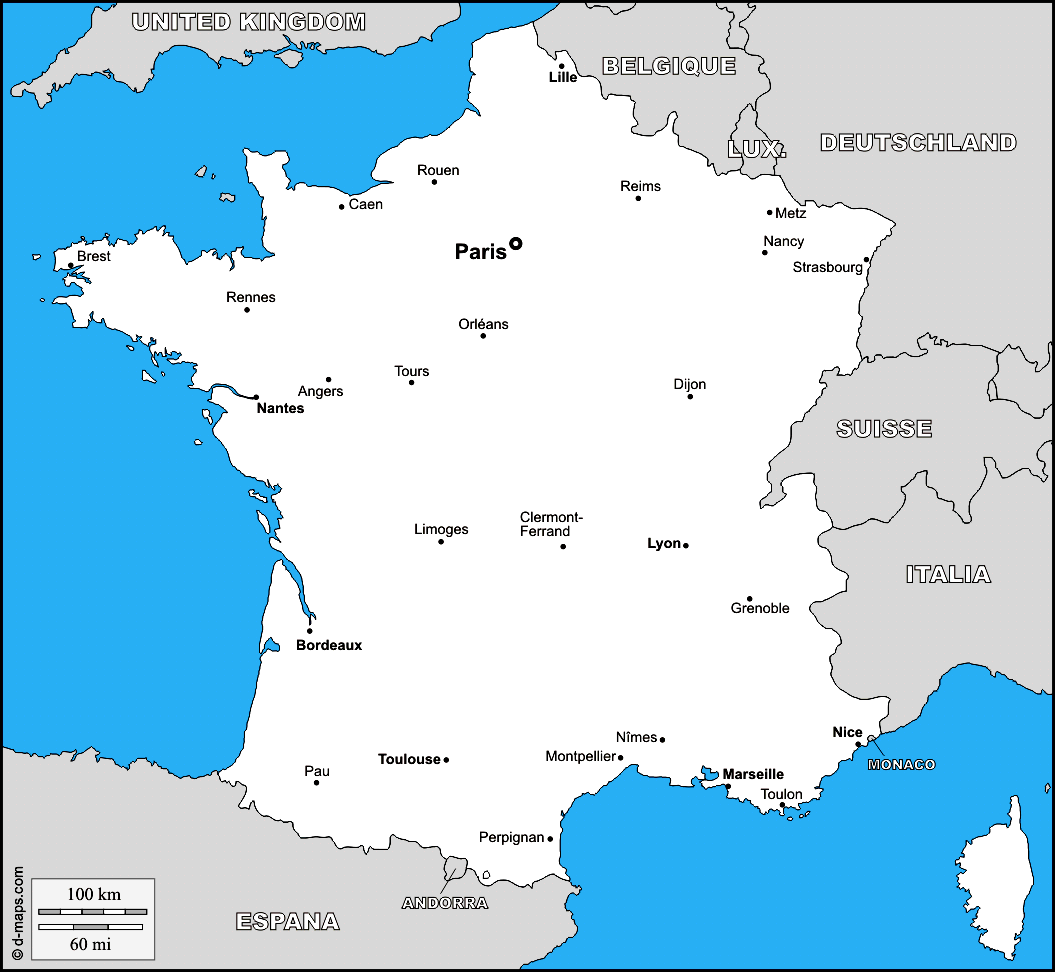 UNITED KINGDOM
BELGIQUE
Lille
DEUTSCHLAND
LUX.
Rouen
Reims
Caen
Metz
Nancy
Paris
Brest
Strasbourg
Rennes
Orléans
Tours
Angers
Dijon
Nantes
SUISSE
Limoges
Clermont-
Ferrand
Lyon
ITALIA
Grenoble
Bordeaux
Nice
Nîmes
Montpellier
Toulouse
MONACO
Pau
Marseille
Toulon
Perpignan
ANDORRA
ESPANA
100 km
60 mi
© d-maps.com